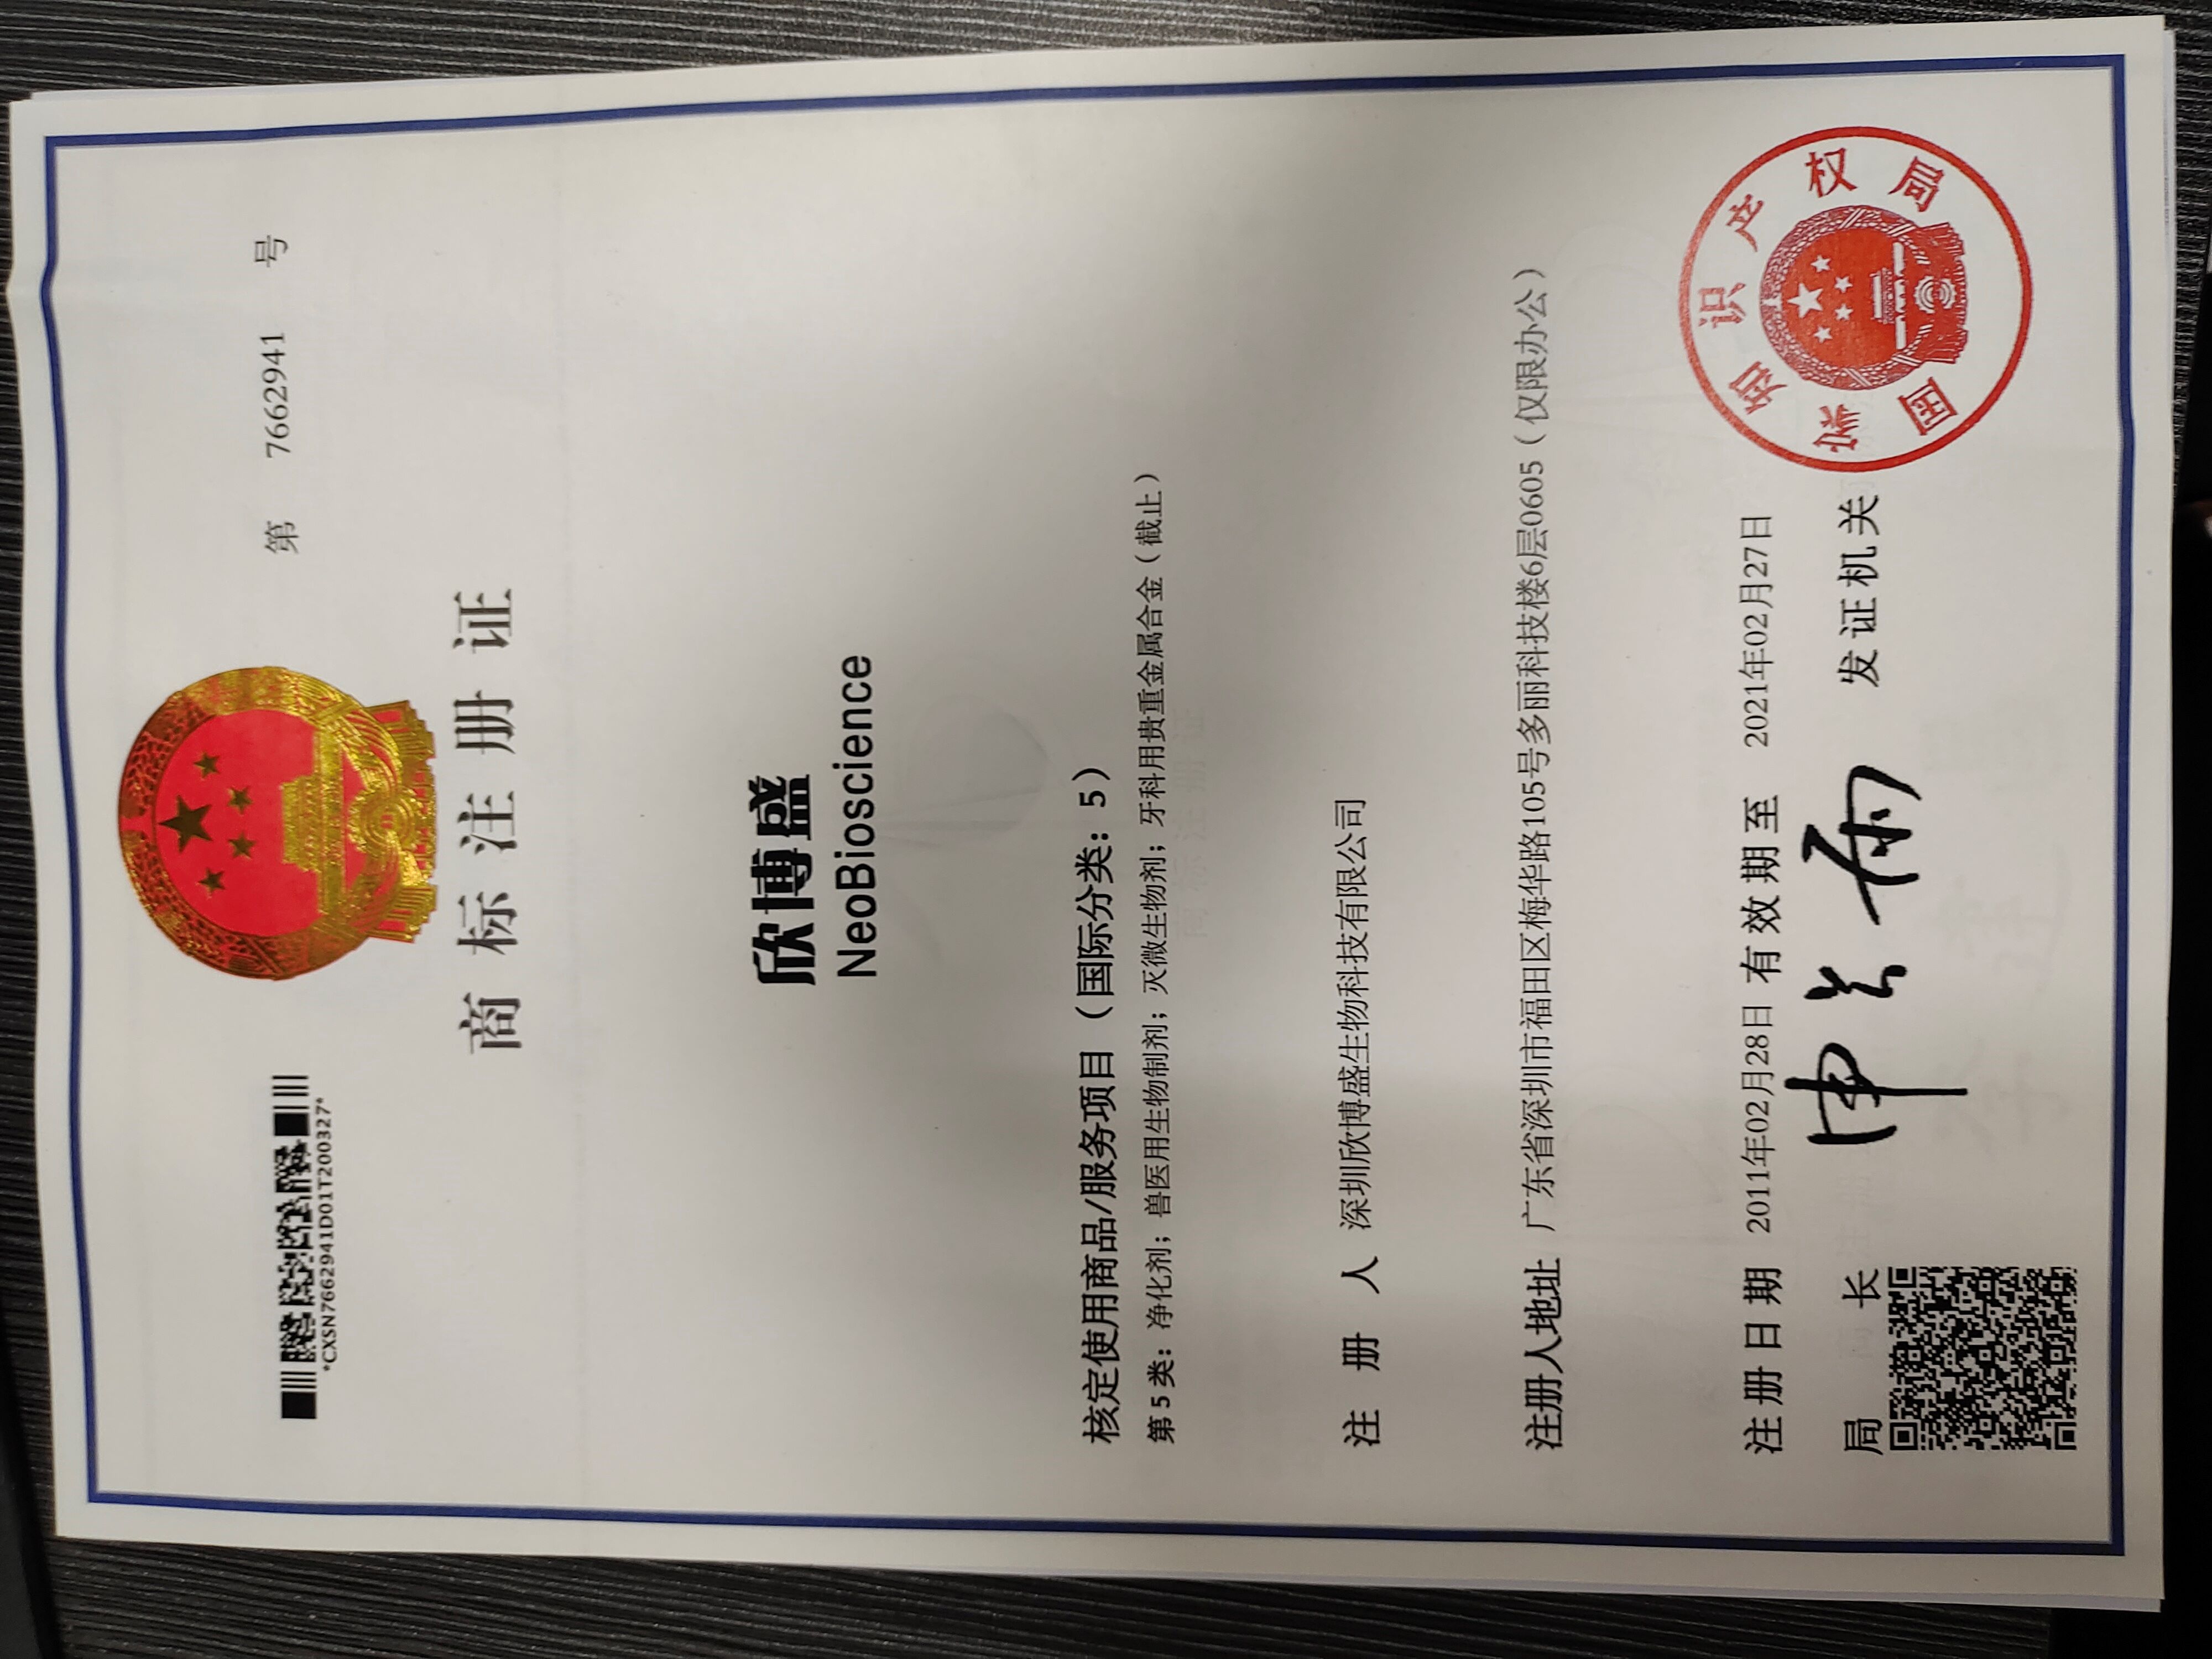 第 7662941 号
*CXSN7662941D01T200327*
商标注册证
欣博盛
NeoBioscience
核定使用商品/服务项目（国际分类：5）
第5类：净化剂；兽医用生物制剂；灭微生物剂；牙科用贵重金属合金（截止）
注册人 深圳欣博盛生物科技有限公司
注册人地址 广东省深圳市福田区梅华路105号多丽科技楼6层0605（仅限办公）
注册日期 2011年02月28日 有效期至 2021年02月27日
局长 申长雨 发证机关
国家知识产权局